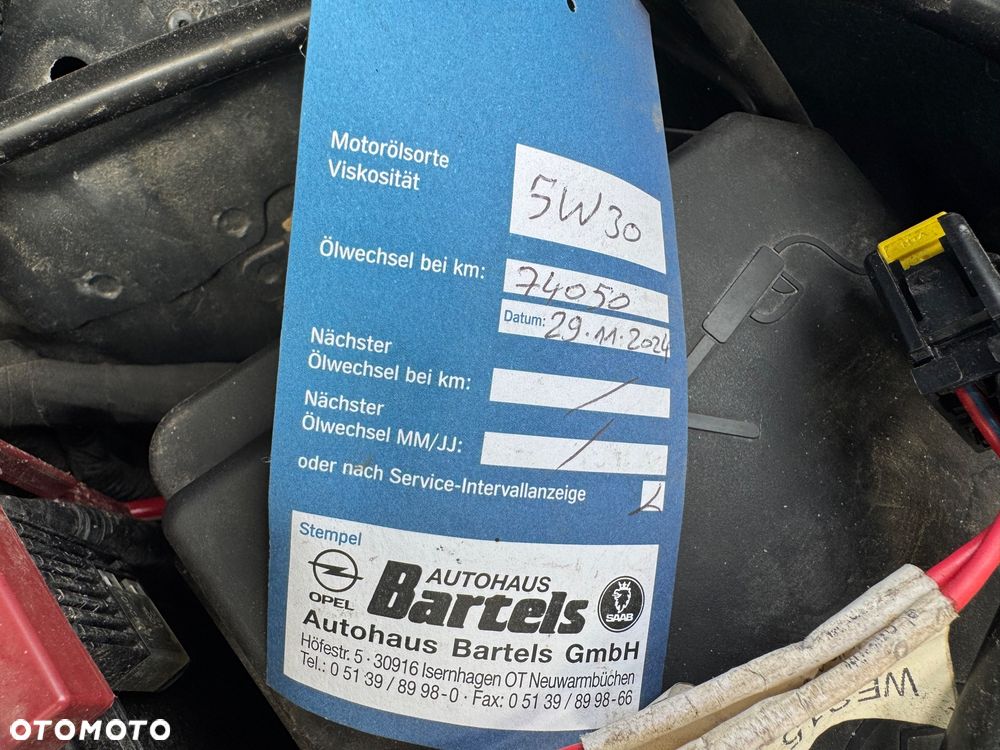 Motorölsorte
Viskosität
5W30
Ölwechsel bei km:
74050
Datum: 29.11.2024
Nächster
Ölwechsel bei km:
Nächster
Ölwechsel MM/JJ:
oder nach Service-Intervallanzeige
Stempel
OPEL
AUTOHAUS
Bartels
SAAB
Autohaus Bartels GmbH
Höfestr. 5 · 30916 Isernhagen OT Neuwarmbüchen
Tel.: 0 51 39 / 89 98-0 · Fax: 0 51 39 / 89 98-66
OTOMOTO